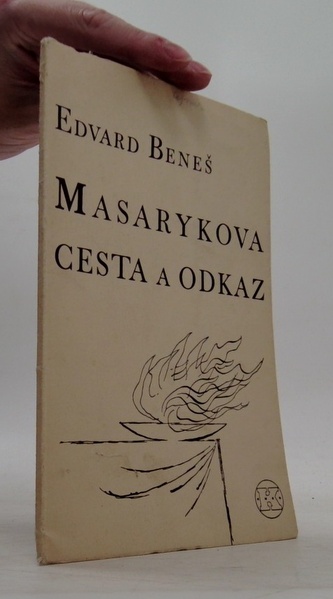 EDVARD BENEŠ
MASARYKOVA
CESTA A ODKAZ